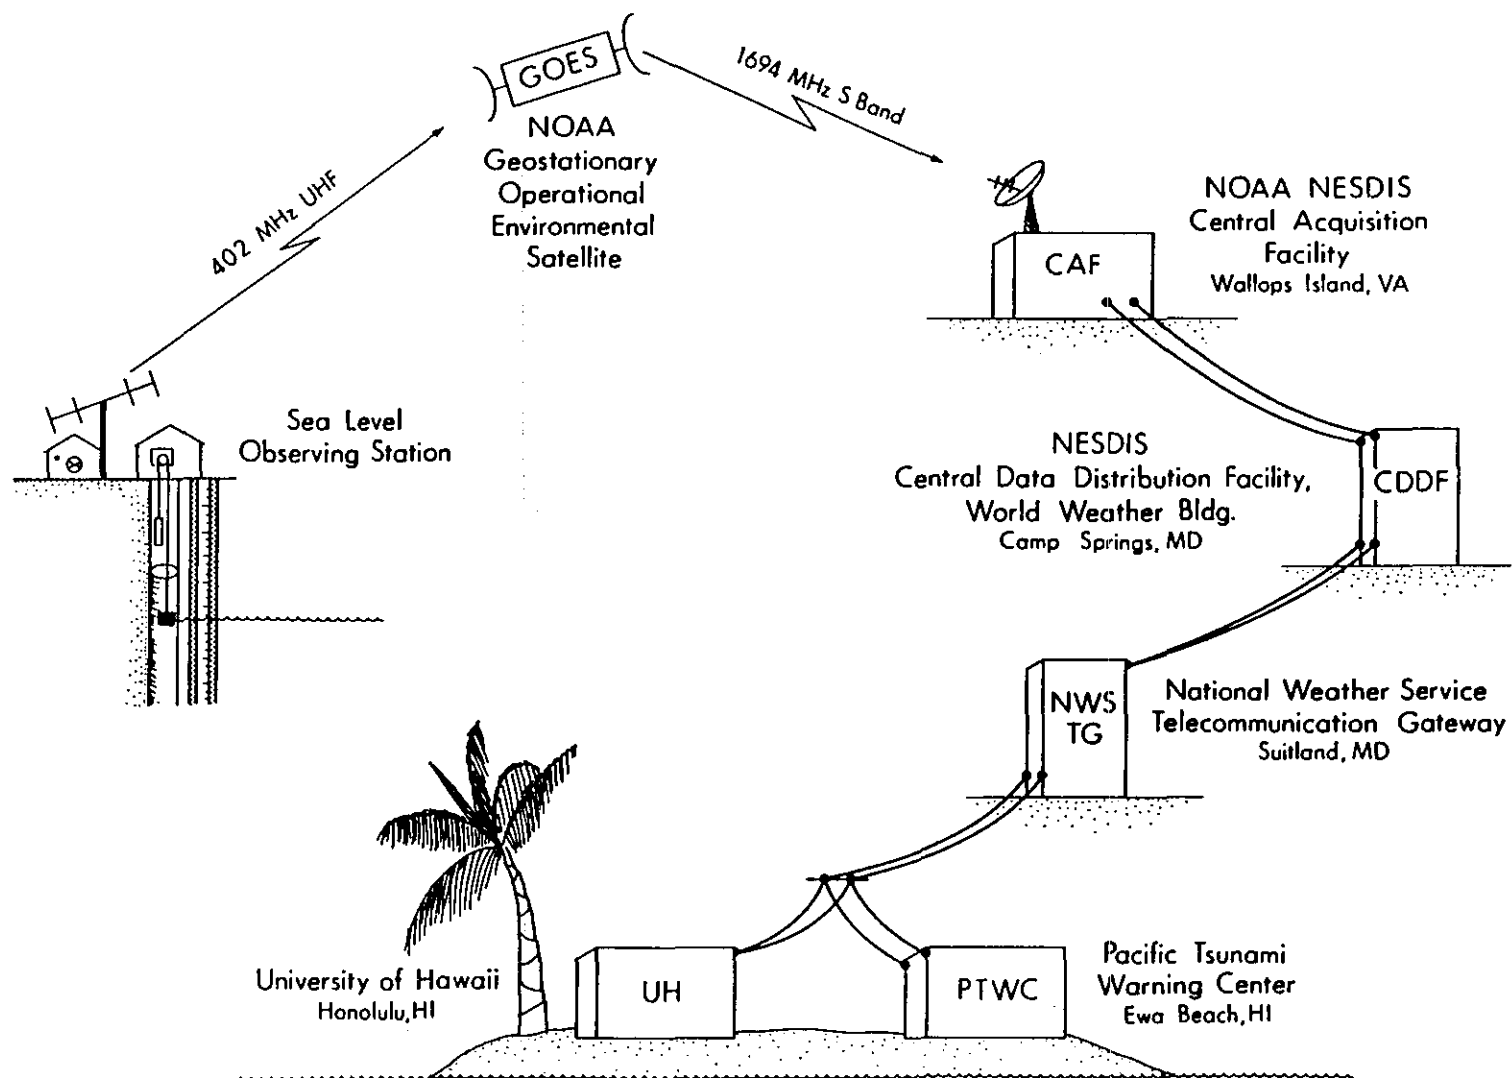 GOES
NOAA
Geostationary
Operational
Environmental
Satellite
402 MHz UHF
1694 MHz S Band
CAF
NOAA NESDIS
Central Acquisition
Facility
Wallops Island, VA
Sea Level
Observing Station
NESDIS
Central Data Distribution Facility,
World Weather Bldg.
Camp Springs, MD
CDDF
NWS
TG
National Weather Service
Telecommunication Gateway
Suitland, MD
University of Hawaii
Honolulu, HI
UH
PTWC
Pacific Tsunami
Warning Center
Ewa Beach, HI